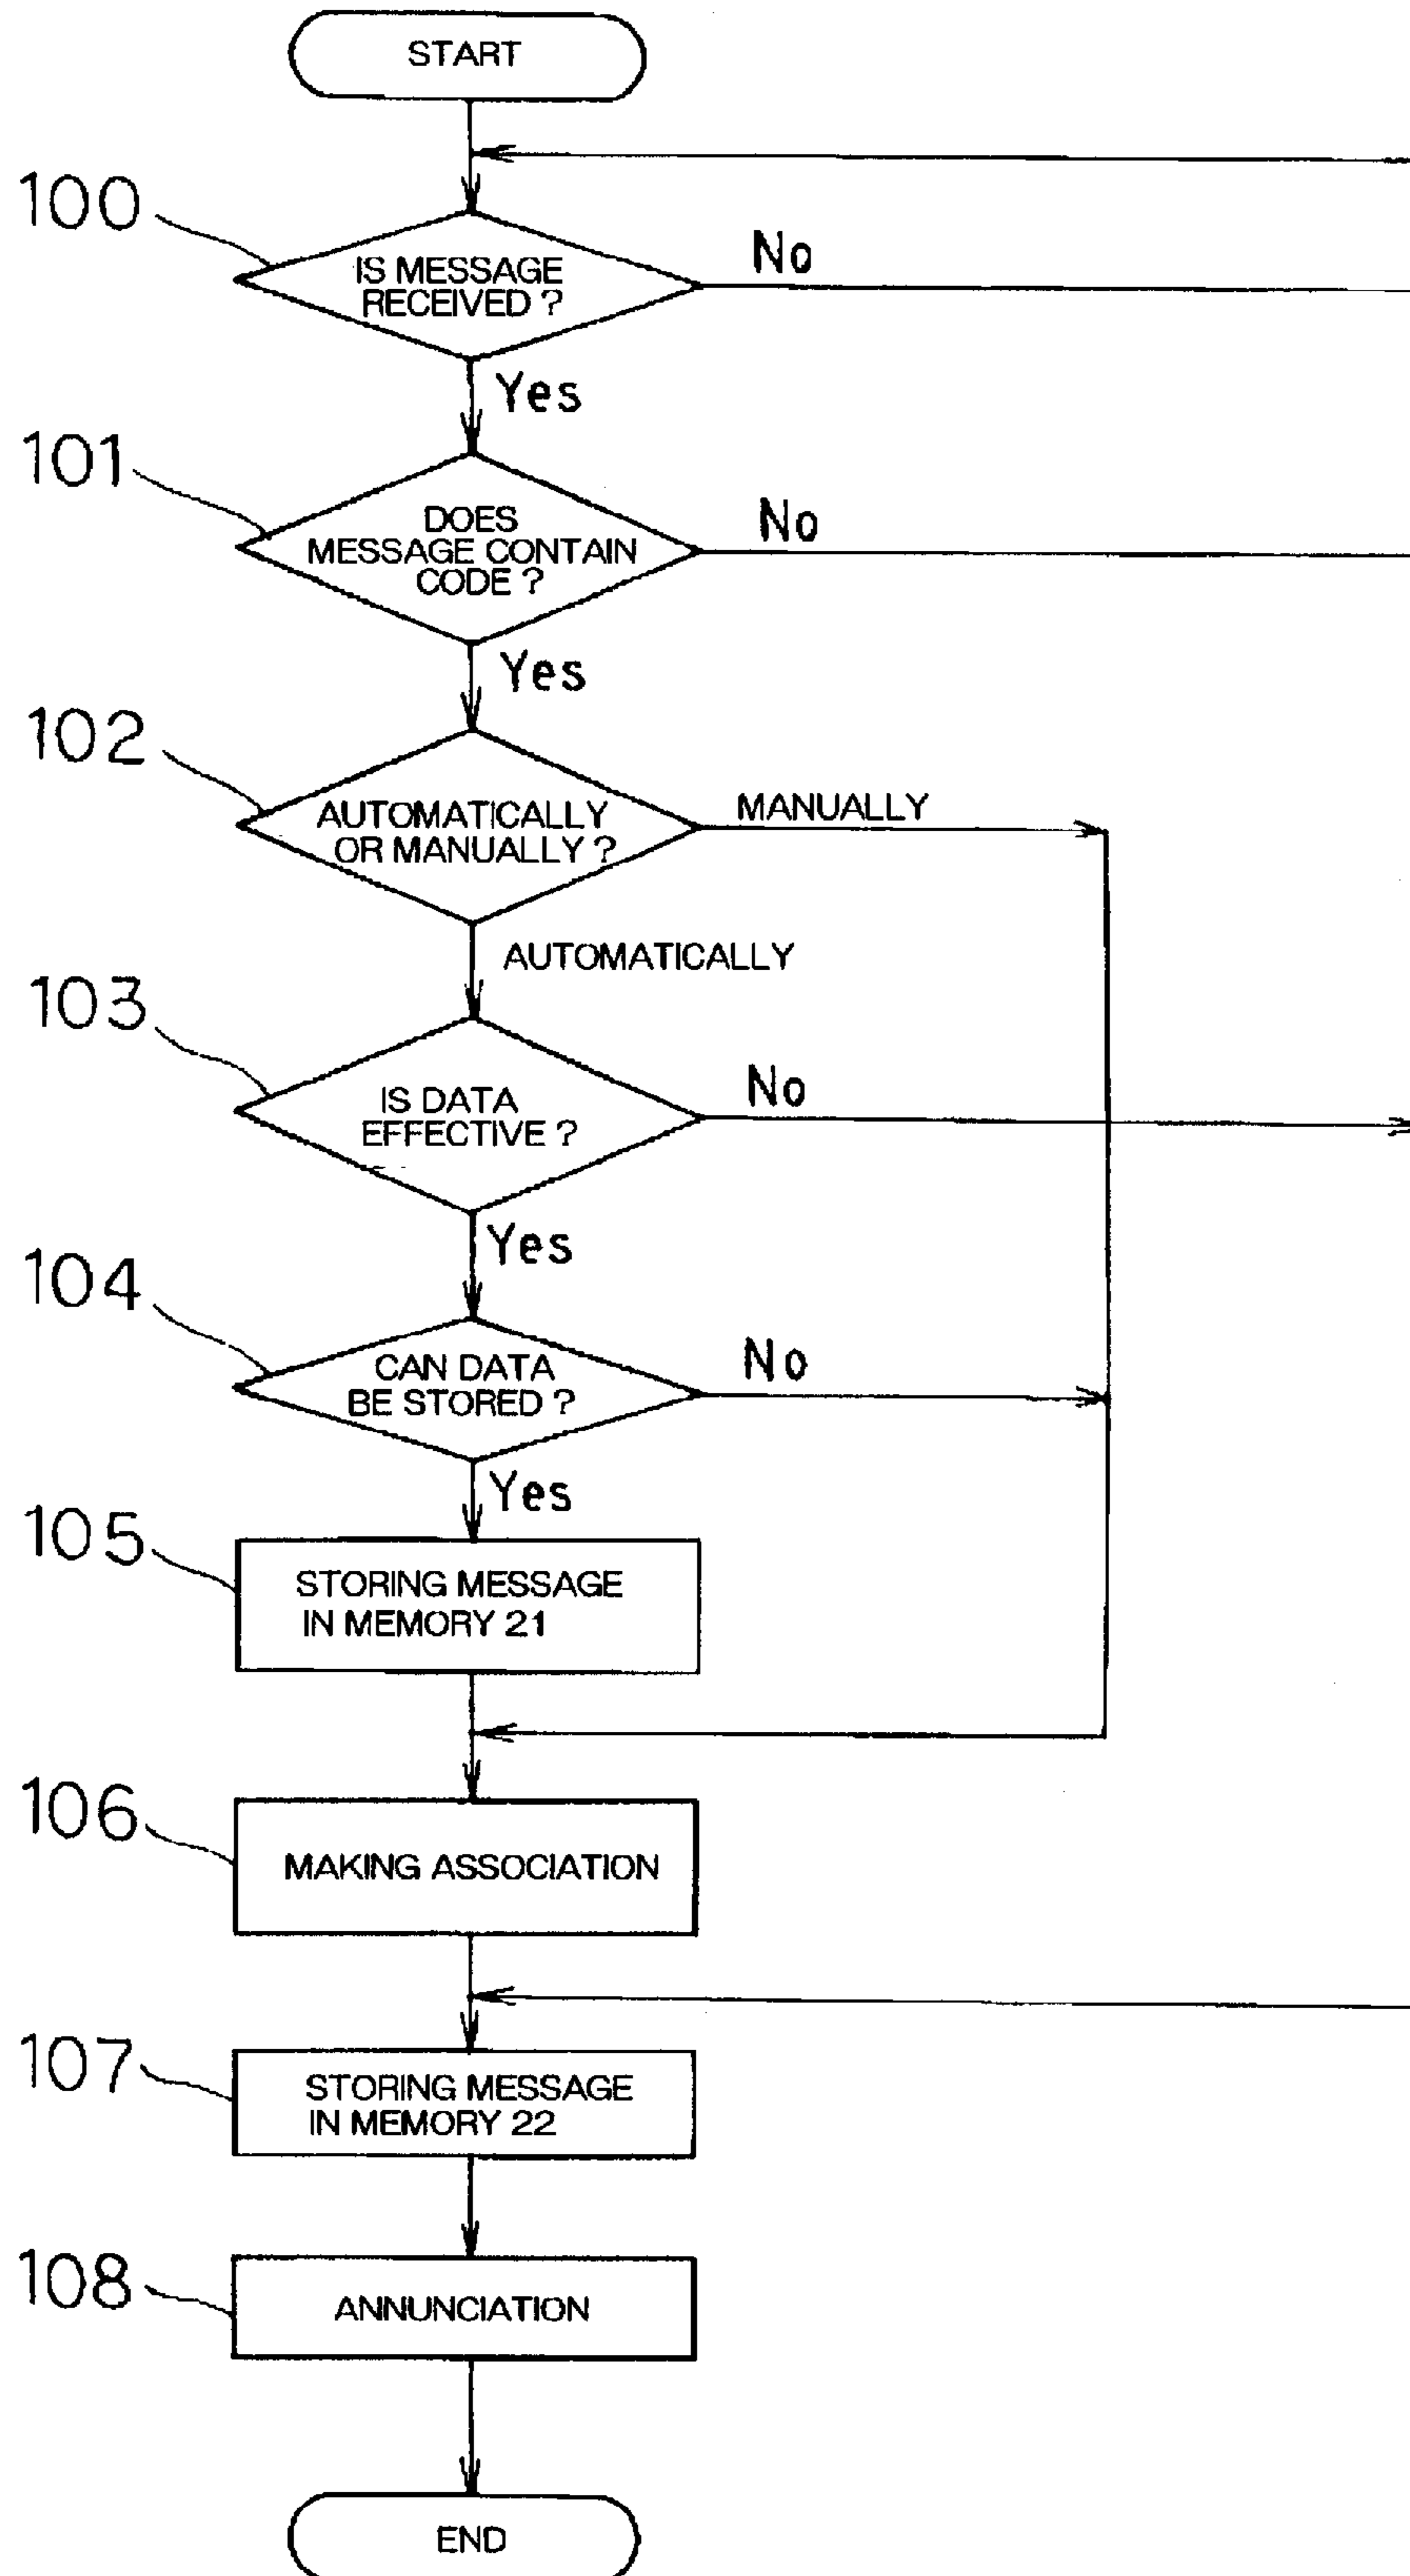 START
100
IS MESSAGE
RECEIVED ?
No
Yes
101
DOES
MESSAGE CONTAIN
CODE ?
No
Yes
102
AUTOMATICALLY
OR MANUALLY ?
MANUALLY
AUTOMATICALLY
103
IS DATA
EFFECTIVE ?
No
Yes
104
CAN DATA
BE STORED ?
No
Yes
105
STORING MESSAGE
IN MEMORY 21
106
MAKING ASSOCIATION
107
STORING MESSAGE
IN MEMORY 22
108
ANNUNCIATION
END